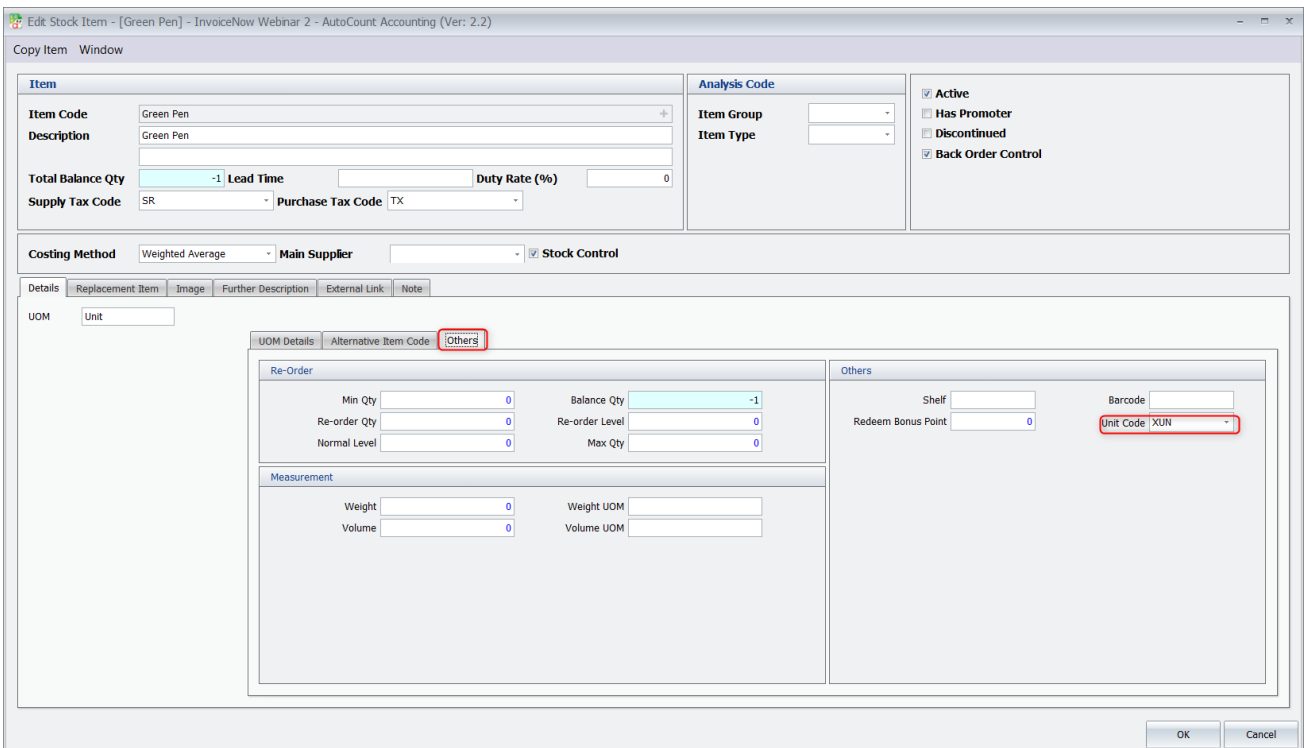 Edit Stock Item - [Green Pen] - InvoiceNow Webinar 2 - AutoCount Accounting (Ver: 2.2)
Copy Item Window
Item
Item Code Green Pen
Description Green Pen
Total Balance Qty -1 Lead Time Duty Rate (%) 0
Supply Tax Code SR Purchase Tax Code TX
Analysis Code
Item Group
Item Type
Active
Has Promoter
Discontinued
Back Order Control
Costing Method Weighted Average Main Supplier Stock Control
Details Replacement Item Image Further Description External Link Note
UOM Unit
UOM Details Alternative Item Code Others
Re-Order
Min Qty 0 Balance Qty -1
Re-order Qty 0 Re-order Level 0
Normal Level 0 Max Qty 0
Measurement
Weight 0 Weight UOM
Volume 0 Volume UOM
Others
Shelf Barcode
Redeem Bonus Point 0 Unit Code XUN
OK Cancel